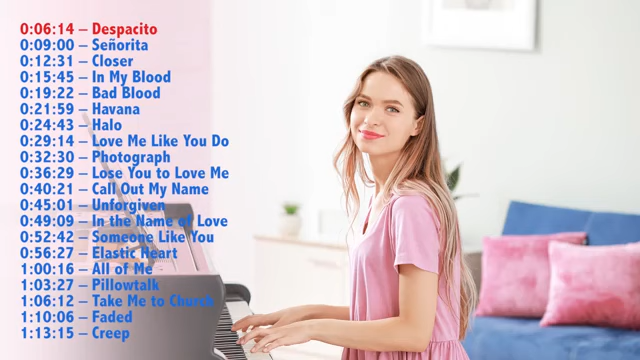 0:06:14 – Despacito
0:09:00 – Señorita
0:12:31 – Closer
0:15:45 – In My Blood
0:19:22 – Bad Blood
0:21:59 – Havana
0:24:43 – Halo
0:29:14 – Love Me Like You Do
0:32:30 – Photograph
0:36:29 – Lose You to Love Me
0:40:21 – Call Out My Name
0:45:01 – Unforgiven
0:49:09 – In the Name of Love
0:52:42 – Someone Like You
0:56:27 – Elastic Heart
1:00:16 – All of Me
1:03:27 – Pillowtalk
1:06:12 – Take Me to Church
1:10:06 – Faded
1:13:15 – Creep